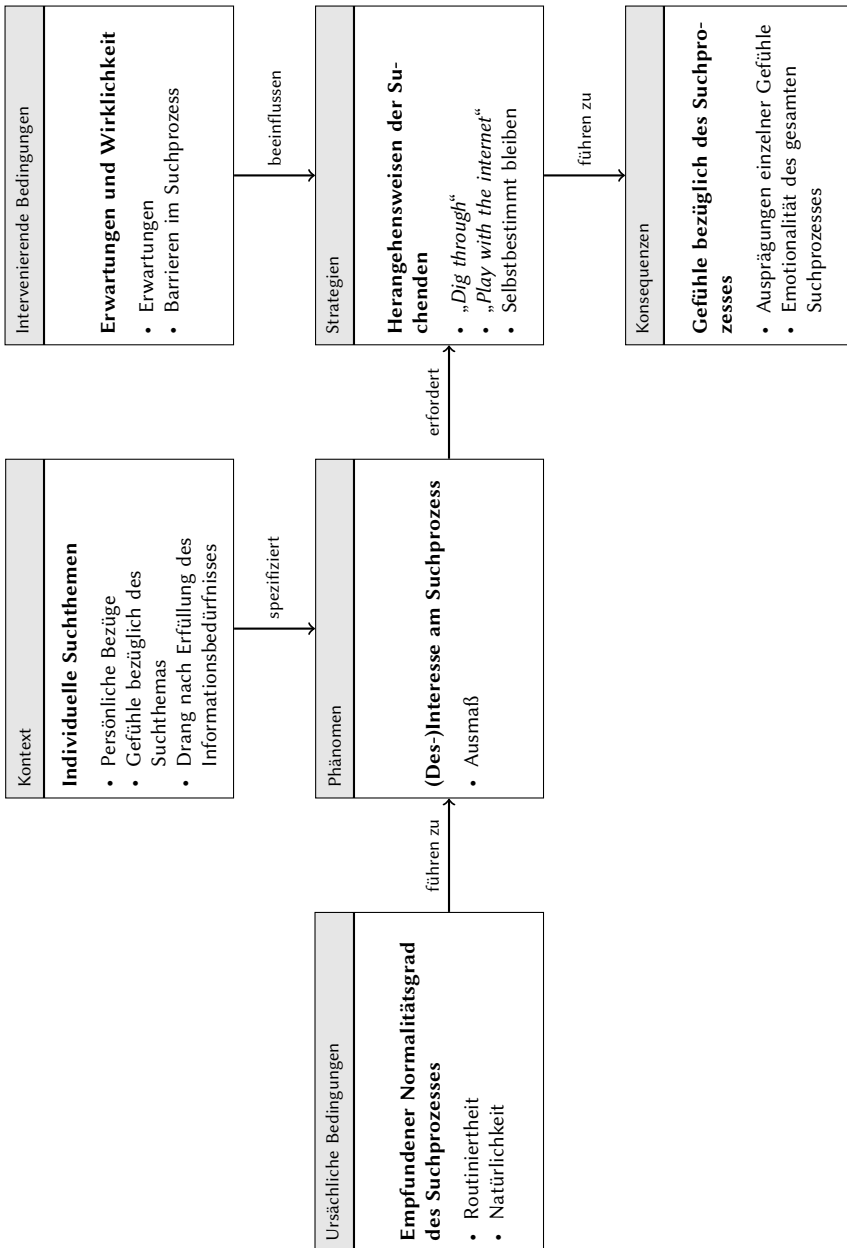 Kontext
Individuelle Suchthemen
• Persönliche Bezüge
• Gefühle bezüglich des
Suchthemas
• Drang nach Erfüllung des
Informationsbedürfnisses
Intervenierende Bedingungen
Erwartungen und Wirklichkeit
• Erwartungen
• Barrieren im Suchprozess
spezifiziert
beeinflussen
Ursächliche Bedingungen
Empfundener Normalitätsgrad
des Suchprozesses
• Routiniertheit
• Natürlichkeit
führen zu
Phänomen
(Des-)Interesse am Suchprozess
• Ausmaß
erfordert
Strategien
Herangehensweisen der Su-
chenden
• „Dig through“
• „Play with the internet“
• Selbstbestimmt bleiben
führen zu
Konsequenzen
Gefühle bezüglich des Suchpro-
zesses
• Ausprägungen einzelner Gefühle
• Emotionalität des gesamten
Suchprozesses